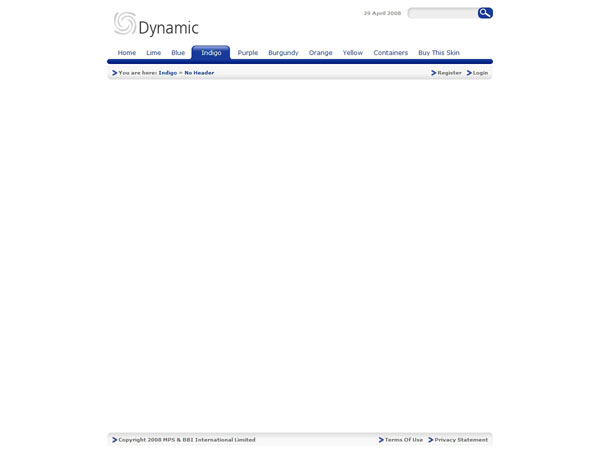 Dynamic
29 April 2008
Home Lime Blue Indigo Purple Burgundy Orange Yellow Containers Buy This Skin
You are here: Indigo » No Header
Register Login
Copyright 2008 MPS & BBI International Limited
Terms Of Use Privacy Statement